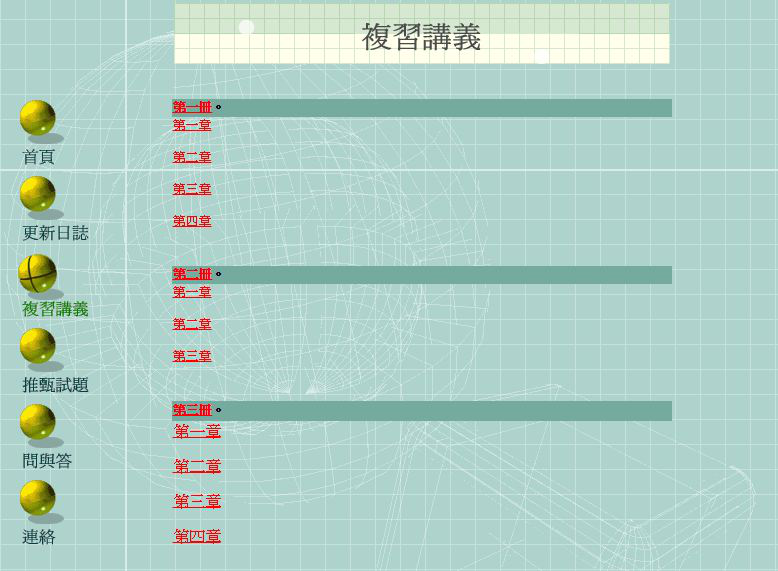 複習講義
首頁
更新日誌
複習講義
推甄試題
問與答
連絡
第一冊。
第一章
第二章
第三章
第四章
第二冊。
第一章
第二章
第三章
第三冊。
第一章
第二章
第三章
第四章